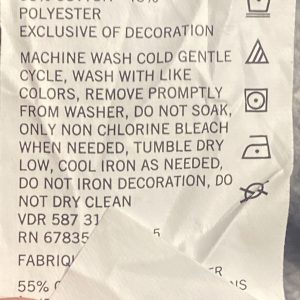 POLYESTER
EXCLUSIVE OF DECORATION
MACHINE WASH COLD GENTLE
CYCLE, WASH WITH LIKE
COLORS, REMOVE PROMPTLY
FROM WASHER, DO NOT SOAK,
ONLY NON CHLORINE BLEACH
WHEN NEEDED, TUMBLE DRY
LOW, COOL IRON AS NEEDED,
DO NOT IRON DECORATION, DO
NOT DRY CLEAN
VDR 587 31
RN 67835 5
55%